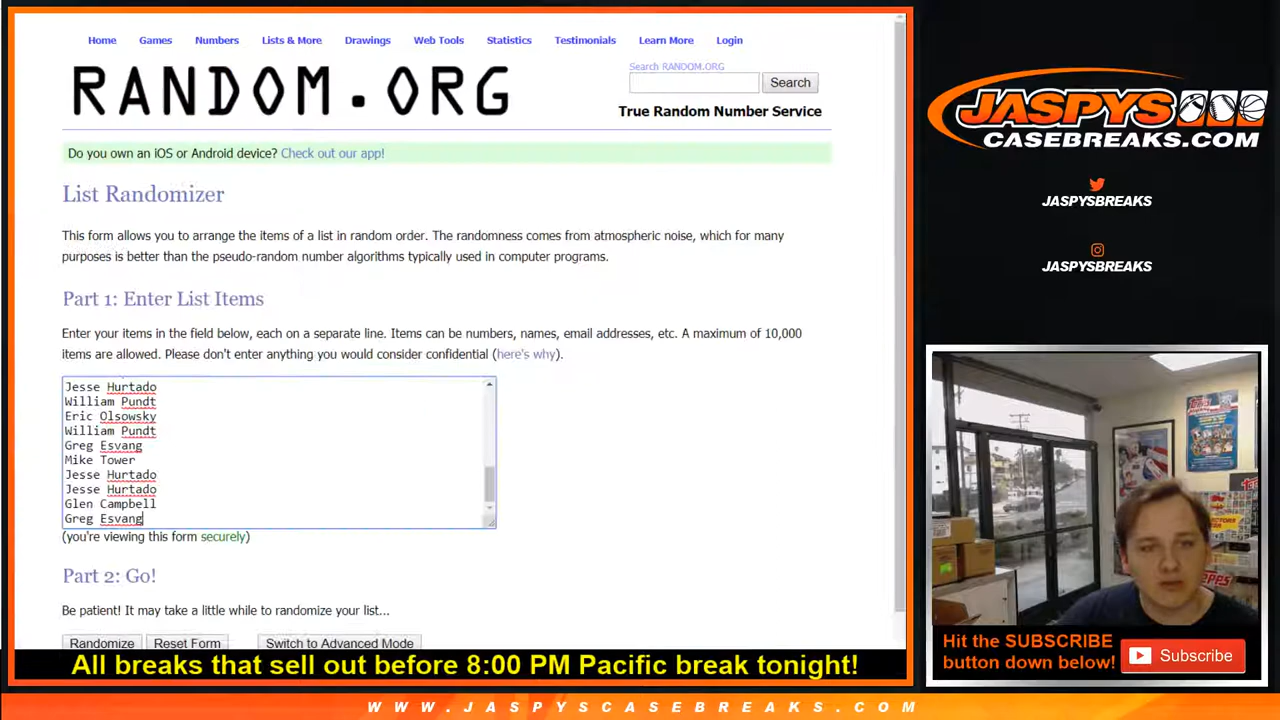 Home Games Numbers Lists & More Drawings Web Tools Statistics Testimonials Learn More Login
RANDOM.ORG
Search RANDOM.ORG
Search
True Random Number Service
Do you own an iOS or Android device? Check out our app!
List Randomizer
This form allows you to arrange the items of a list in random order. The randomness comes from atmospheric noise, which for many
purposes is better than the pseudo-random number algorithms typically used in computer programs.
Part 1: Enter List Items
Enter your items in the field below, each on a separate line. Items can be numbers, names, email addresses, etc. A maximum of 10,000
items are allowed. Please don't enter anything you would consider confidential (here's why).
Jesse Hurtado
William Pundt
Eric Olsowsky
William Pundt
Greg Esvang
Mike Tower
Jesse Hurtado
Jesse Hurtado
Glen Campbell
Greg Esvang
(you're viewing this form securely)
Part 2: Go!
Be patient! It may take a little while to randomize your list...
Randomize Reset Form Switch to Advanced Mode
JASPYS
CASEBREAKS.COM
JASPYSBREAKS
JASPYSBREAKS
Topps
TOPPS
Hit the SUBSCRIBE
button down below!
Subscribe
All breaks that sell out before 8:00 PM Pacific break tonight!
WWW.JASPYSCASEBREAKS.COM